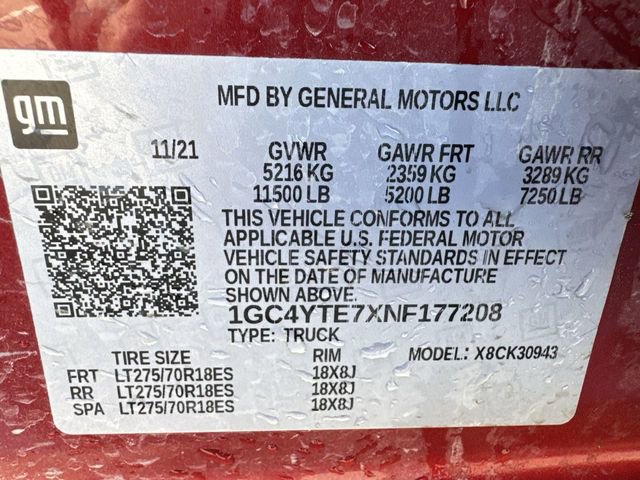 gm
MFD BY GENERAL MOTORS LLC
11/21 GVWR GAWR FRT GAWR RR
5216 KG 2359 KG 3289 KG
11500 LB 5200 LB 7250 LB
THIS VEHICLE CONFORMS TO ALL
APPLICABLE U.S. FEDERAL MOTOR
VEHICLE SAFETY STANDARDS IN EFFECT
ON THE DATE OF MANUFACTURE
SHOWN ABOVE.
1GC4YTE7XNF177208
TYPE: TRUCK MODEL: X8CK30943
TIRE SIZE RIM
FRT LT275/70R18ES 18X8J
RR LT275/70R18ES 18X8J
SPA LT275/70R18ES 18X8J